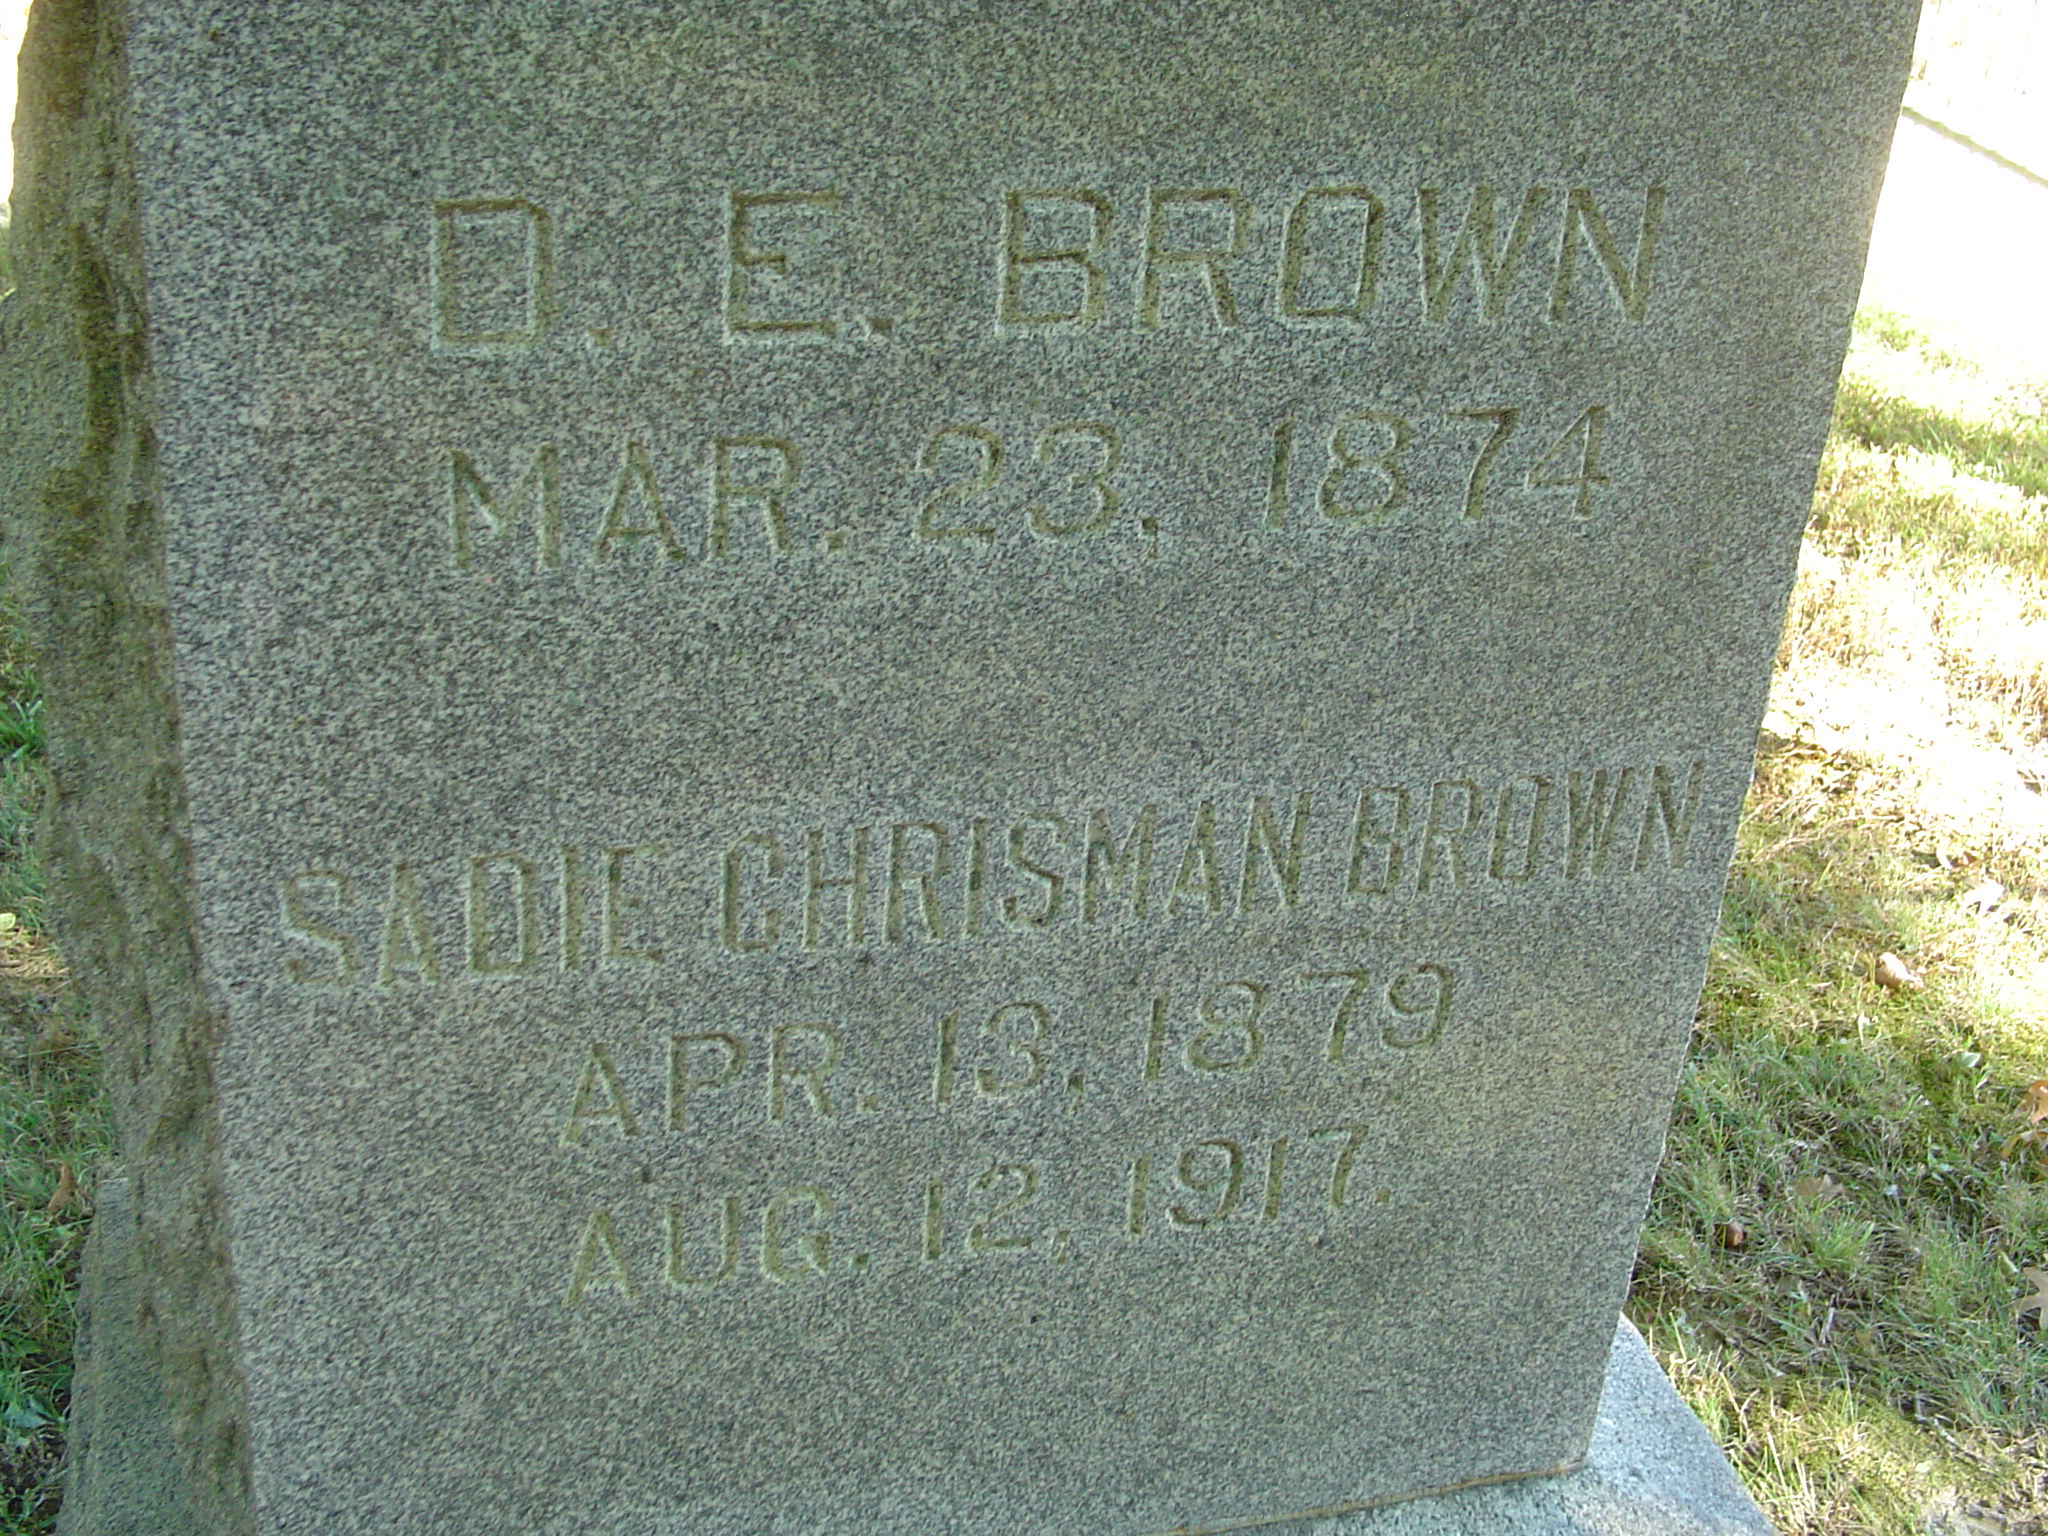 D. E. BROWN
MAR. 23, 1874
SADIE CHRISMAN BROWN
APR. 13, 1879
AUG. 12, 1917.